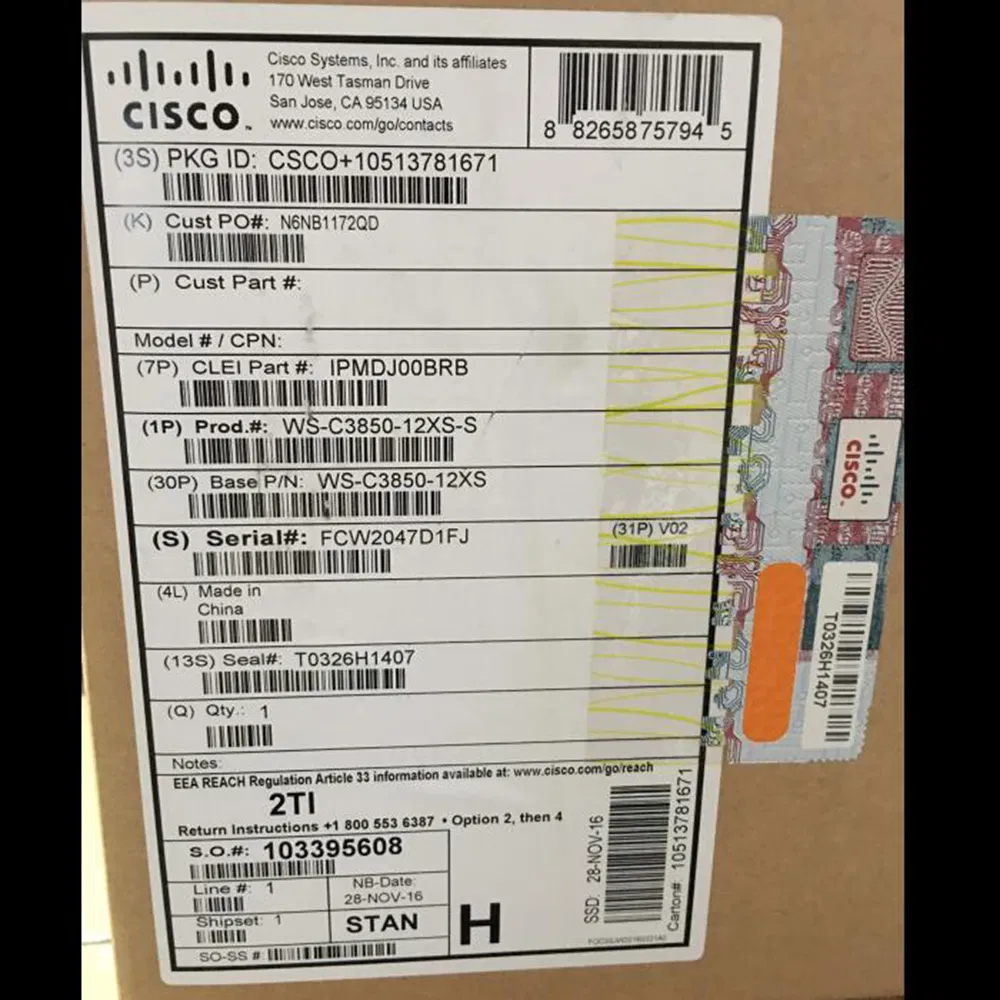 CISCO
Cisco Systems, Inc. and its affiliates
170 West Tasman Drive
San Jose, CA 95134 USA
www.cisco.com/go/contacts
8 8265875794 5
(3S) PKG ID: CSCO+10513781671
(K) Cust PO#: N6NB1172QD
(P) Cust Part #:
Model # / CPN:
(7P) CLEI Part #: IPMDJ00BRB
(1P) Prod.#: WS-C3850-12XS-S
(30P) Base P/N: WS-C3850-12XS
(S) Serial#: FCW2047D1FJ
(31P) V02
(4L) Made in
China
(13S) Seal#: T0326H1407
(Q) Qty.: 1
Notes:
EEA REACH Regulation Article 33 information available at: www.cisco.com/go/reach
2TI
Return Instructions +1 800 553 6387 • Option 2, then 4
S.O.#: 103395608
Line #: 1
NB-Date:
28-NOV-16
Shipset: 1
STAN
SO-SS #:
H
SSD: 28-NOV-16
Carton#: 10513781671
CISCO
T0326H1407